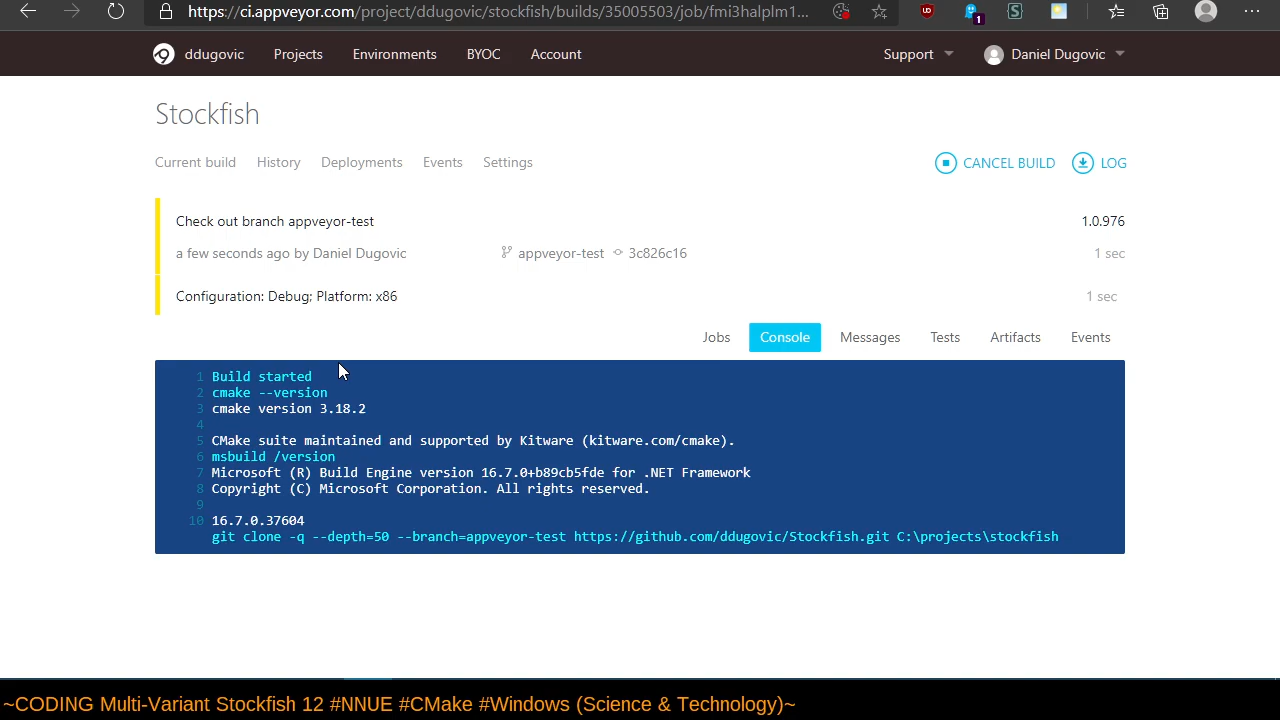 https://ci.appveyor.com/project/ddugovic/stockfish/builds/35005503/job/fmi3halplm1...
1
ddugovic Projects Environments BYOC Account Support Daniel Dugovic
Stockfish
Current build History Deployments Events Settings CANCEL BUILD LOG
Check out branch appveyor-test 1.0.976
a few seconds ago by Daniel Dugovic appveyor-test 3c826c16 1 sec
Configuration: Debug; Platform: x86 1 sec
Jobs Console Messages Tests Artifacts Events
1 Build started
2 cmake --version
3 cmake version 3.18.2
4
5 CMake suite maintained and supported by Kitware (kitware.com/cmake).
6 msbuild /version
7 Microsoft (R) Build Engine version 16.7.0+b89cb5fde for .NET Framework
8 Copyright (C) Microsoft Corporation. All rights reserved.
9
10 16.7.0.37604
git clone -q --depth=50 --branch=appveyor-test https://github.com/ddugovic/Stockfish.git C:\projects\stockfish
~CODING Multi-Variant Stockfish 12 #NNUE #CMake #Windows (Science & Technology)~